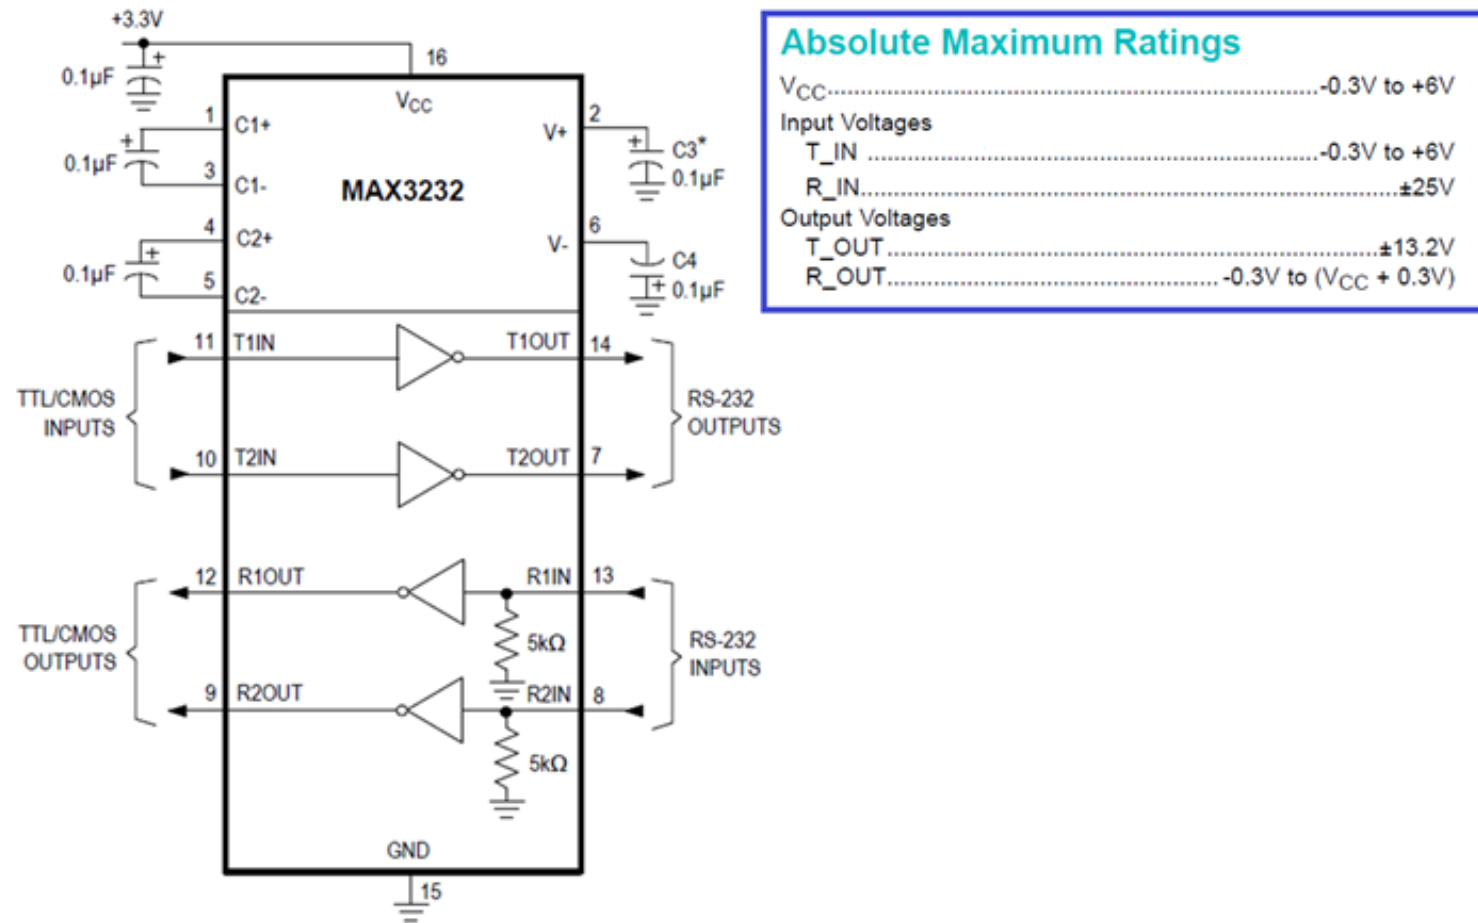 +3.3V
0.1µF
+
16
VCC
1
C1+
+
0.1µF
3
C1-
MAX3232
4
C2+
+
0.1µF
5
C2-
2
V+
+
C3*
0.1µF
6
V-
C4
+
0.1µF
11
T1IN
T1OUT
14
TTL/CMOS
INPUTS
RS-232
OUTPUTS
10
T2IN
T2OUT
7
12
R1OUT
R1IN
13
5kΩ
TTL/CMOS
OUTPUTS
RS-232
INPUTS
9
R2OUT
R2IN
8
5kΩ
GND
15
Absolute Maximum Ratings
VCC.....-0.3V to +6V
Input Voltages
T_IN .....-0.3V to +6V
R_IN.....±25V
Output Voltages
T_OUT.....±13.2V
R_OUT..... -0.3V to (VCC + 0.3V)